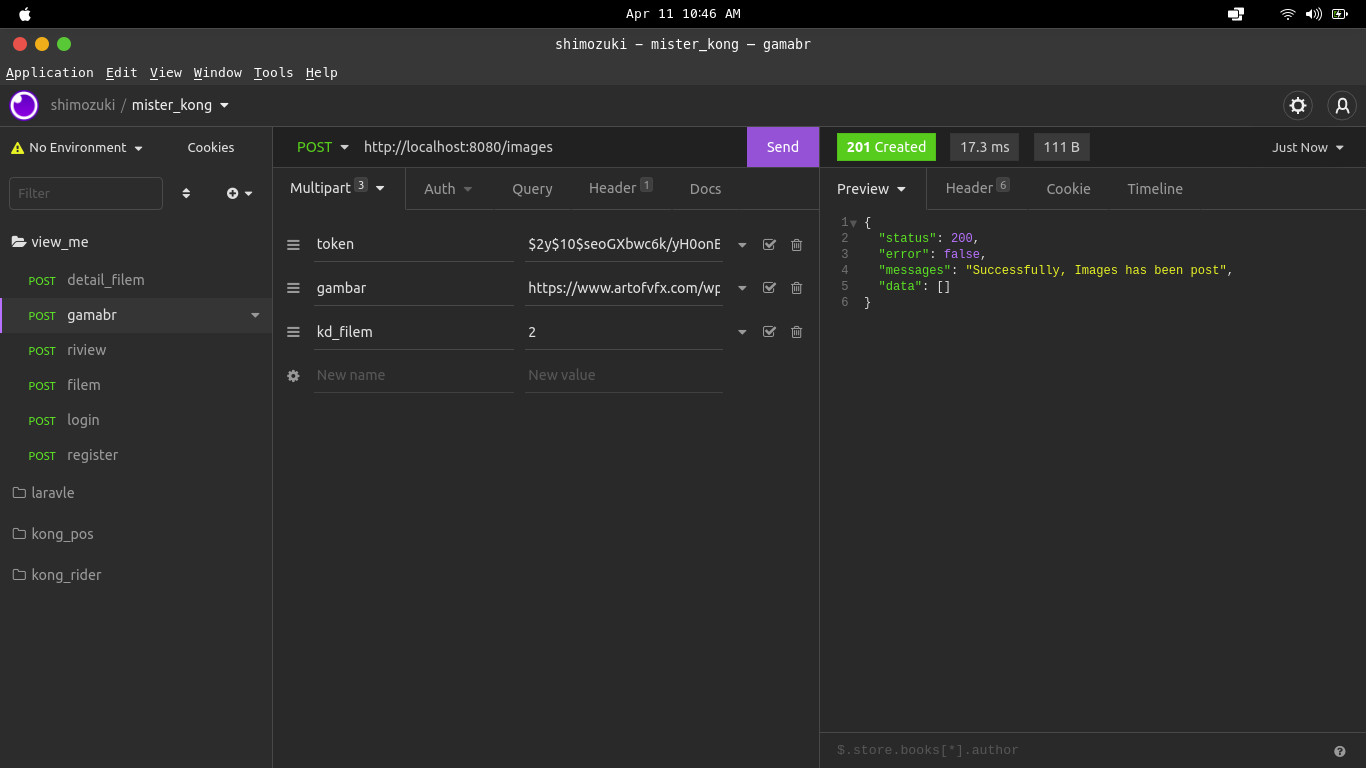 Apr 11 10:46 AM
shimozuki – mister_kong – gamabr
Application Edit View Window Tools Help
shimozuki / mister_kong
No Environment Cookies
POST http://localhost:8080/images Send
201 Created 17.3 ms 111 B Just Now
Filter
Multipart 3 Auth Query Header 1 Docs
Preview Header 6 Cookie Timeline
view_me
POST detail_filem
POST gamabr
POST riview
POST filem
POST login
POST register
laravle
kong_pos
kong_rider
token $2y$10$seoGXbwc6k/yH0onE
gambar https://www.artofvfx.com/wp
kd_filem 2
New name New value
1 {
2 "status": 200,
3 "error": false,
4 "messages": "Successfully, Images has been post",
5 "data": []
6 }
$.store.books[*].author